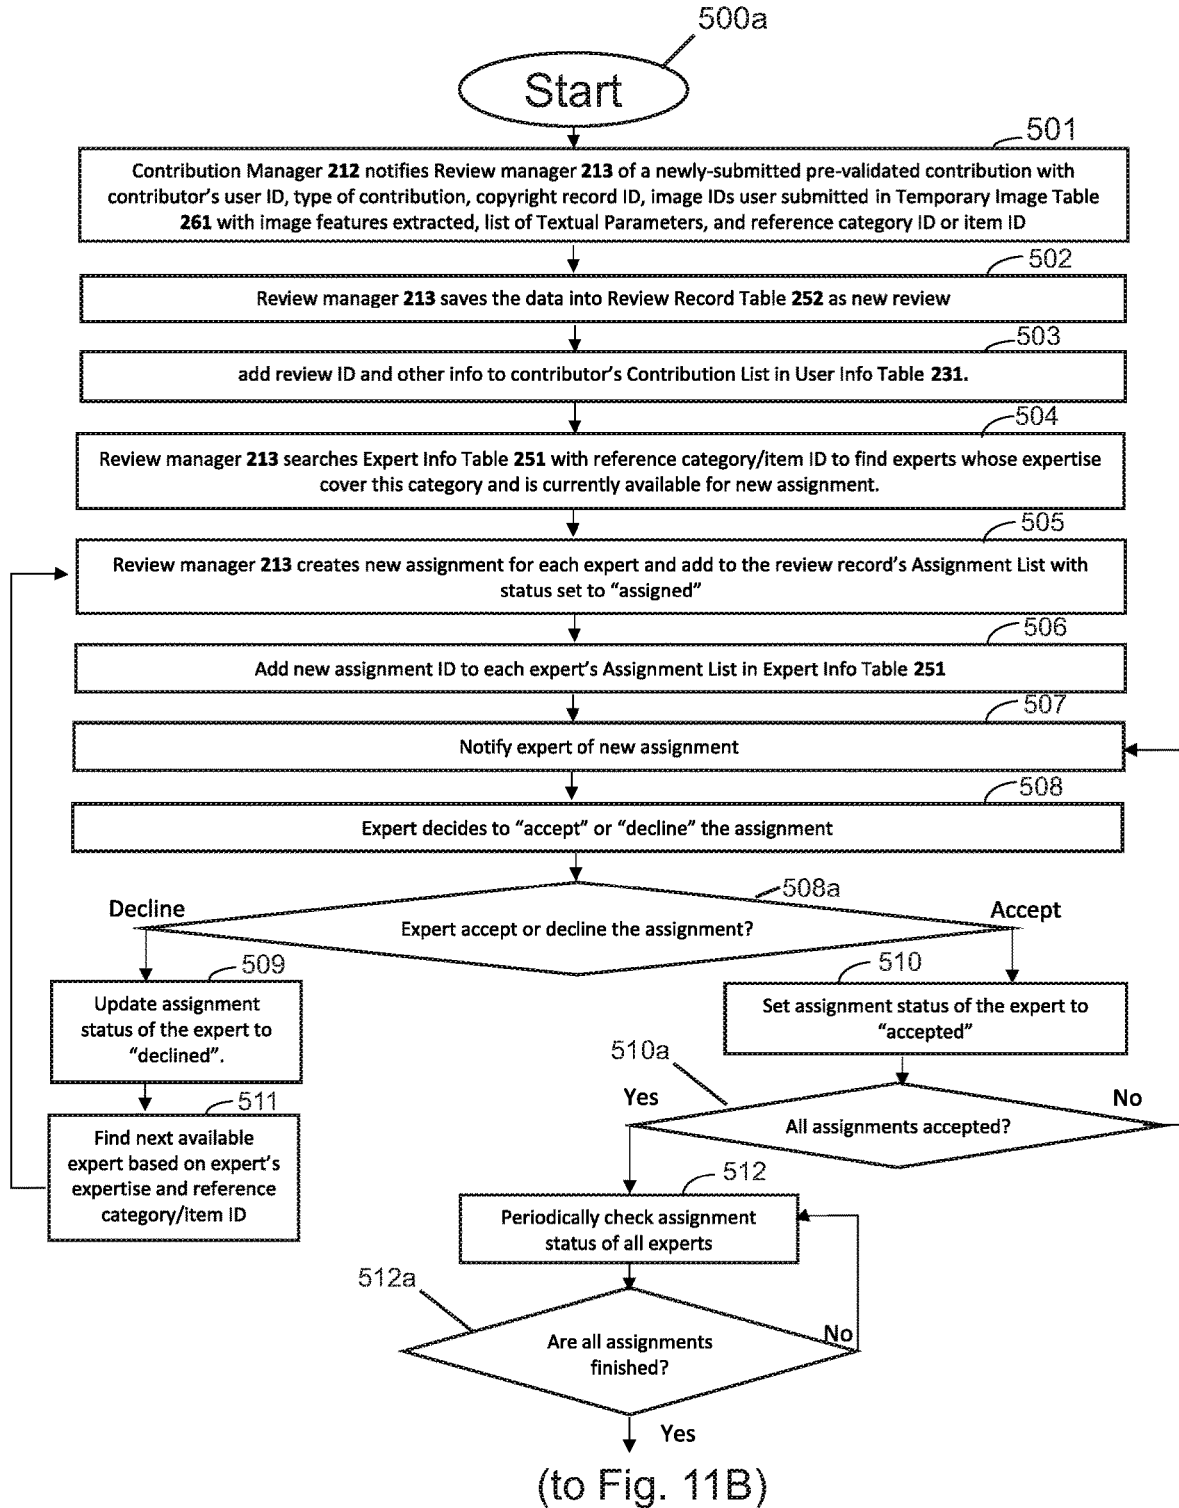 500a
Start
501
Contribution Manager 212 notifies Review manager 213 of a newly-submitted pre-validated contribution with
contributor's user ID, type of contribution, copyright record ID, image IDs user submitted in Temporary Image Table
261 with image features extracted, list of Textual Parameters, and reference category ID or item ID
502
Review manager 213 saves the data into Review Record Table 252 as new review
503
add review ID and other info to contributor's Contribution List in User Info Table 231.
504
Review manager 213 searches Expert Info Table 251 with reference category/item ID to find experts whose expertise
cover this category and is currently available for new assignment.
505
Review manager 213 creates new assignment for each expert and add to the review record's Assignment List with
status set to "assigned"
506
Add new assignment ID to each expert's Assignment List in Expert Info Table 251
507
Notify expert of new assignment
508
Expert decides to "accept" or "decline" the assignment
508a
Decline
Accept
Expert accept or decline the assignment?
509
Update assignment
status of the expert to
"declined".
510
Set assignment status of the expert to
"accepted"
510a
Yes
No
All assignments accepted?
511
Find next available
expert based on expert's
expertise and reference
category/item ID
512
Periodically check assignment
status of all experts
512a
No
Are all assignments
finished?
Yes
(to Fig. 11B)